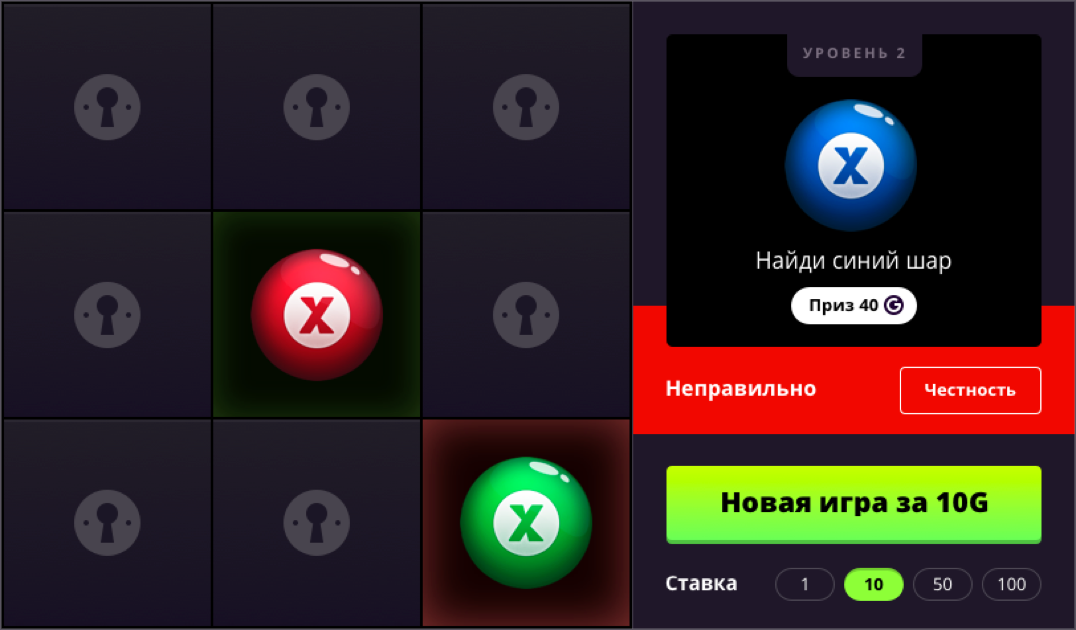 УРОВЕНЬ 2
X
Найди синий шар
Приз 40 G
X
Неправильно
Честность
X
Новая игра за 10G
Ставка 1 10 50 100